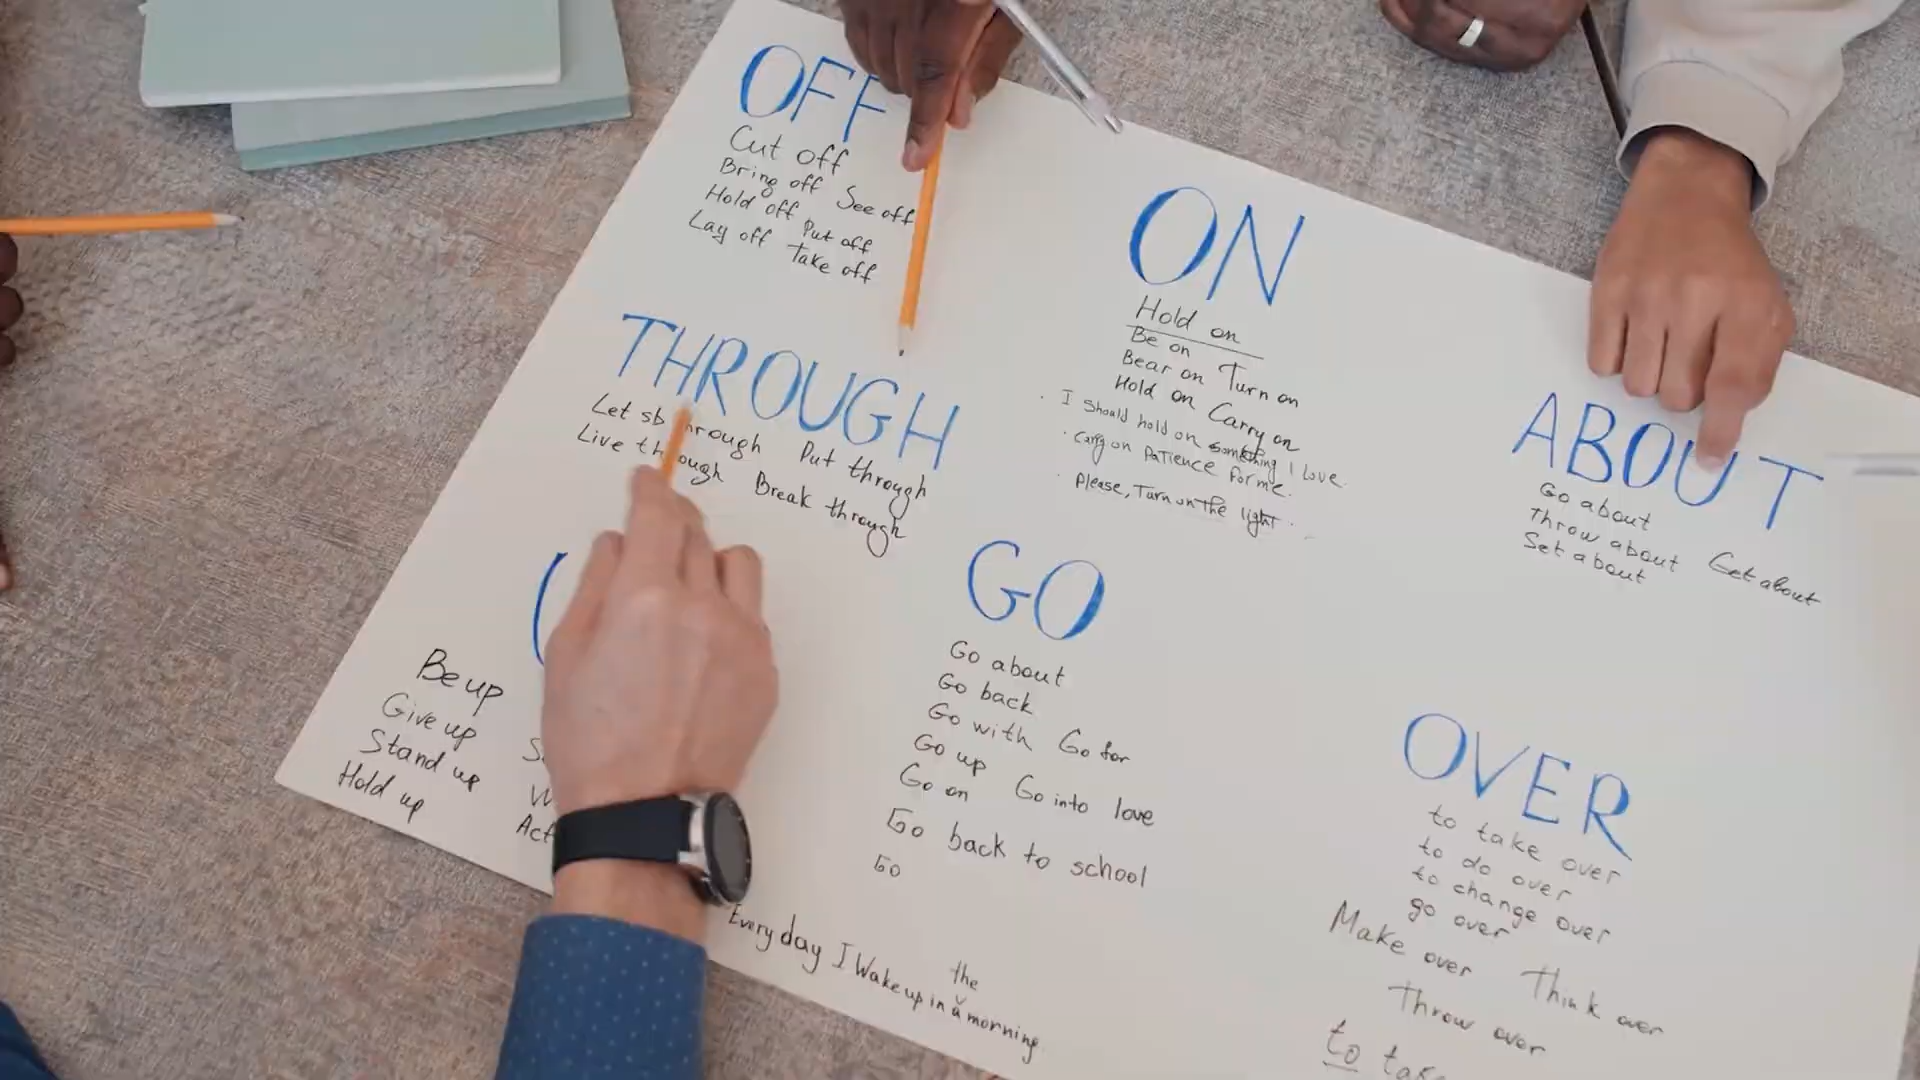 OFF
Cut off
Bring off See off
Hold off Put off
Lay off Take off
THROUGH
Let sb through Put through
Live through Break through
ON
Hold on
Be on
Bear on Turn on
Hold on Carry on
· I should hold on something I love.
· Carry on patience for me.
· Please, Turn on the light.
ABOUT
Go about
Throw about Get about
Set about
Be up
Give up
Stand up
Hold up
Act
GO
Go about
Go back
Go with Go for
Go up
Go on Go into love
Go back to school
Go
Every day I wake up in the morning
OVER
to take over
to do over
to change over
go over
Make over Think over
Throw over
to